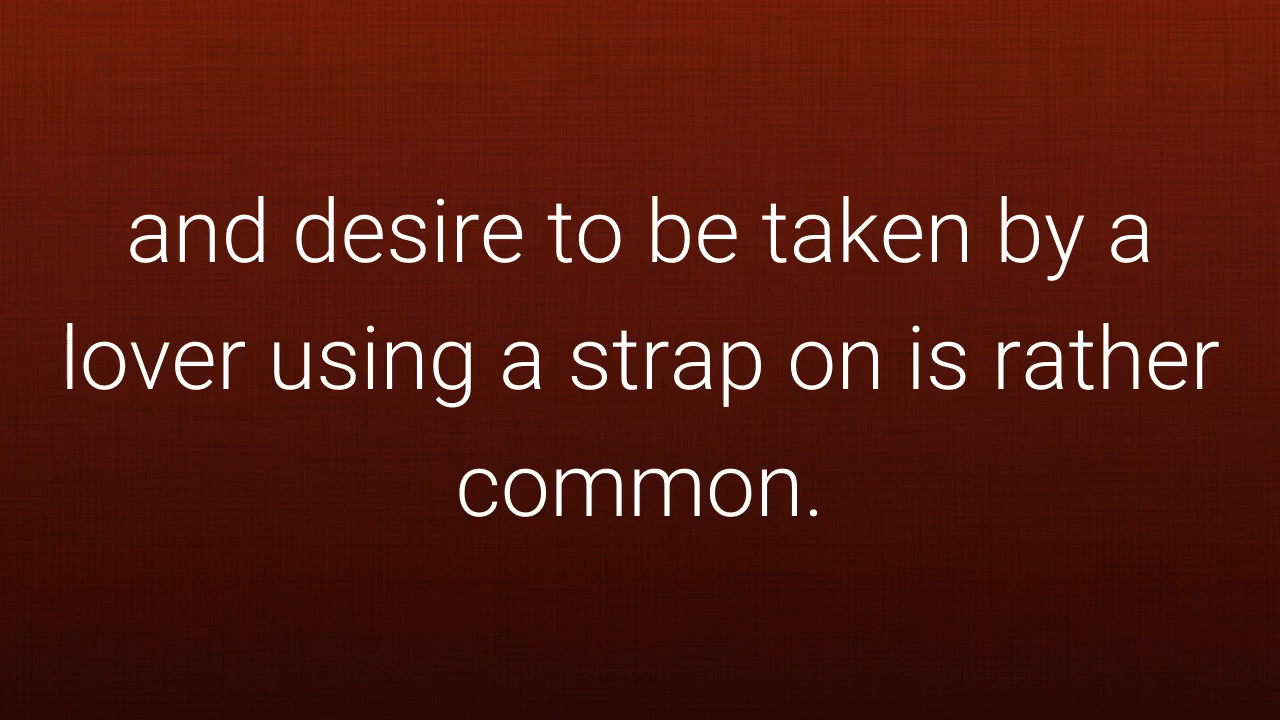 and desire to be taken by a
lover using a strap on is rather
common.